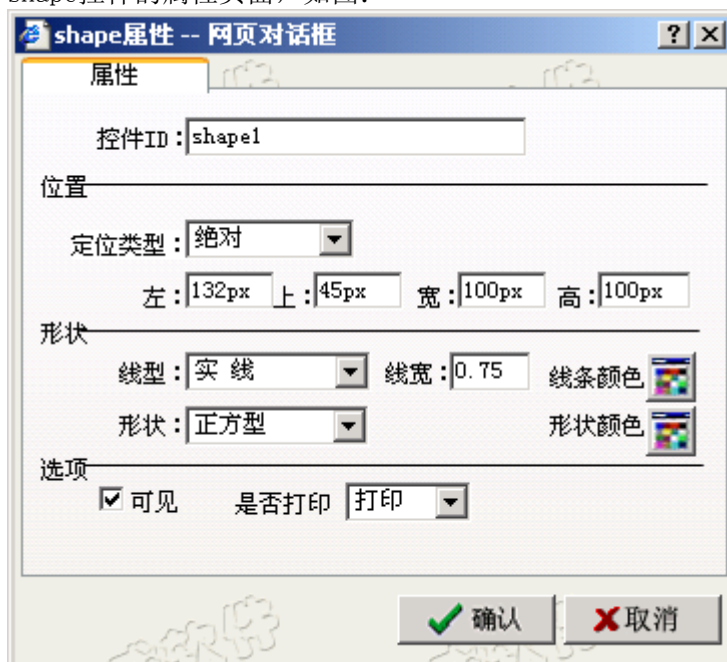 shape属性 -- 网页对话框
属性
控件ID：shape1
位置
定位类型：绝对
左：132px 上：45px 宽：100px 高：100px
形状
线型：实 线 线宽：0.75 线条颜色
形状：正方型 形状颜色
选项
可见 是否打印 打印
确认 取消